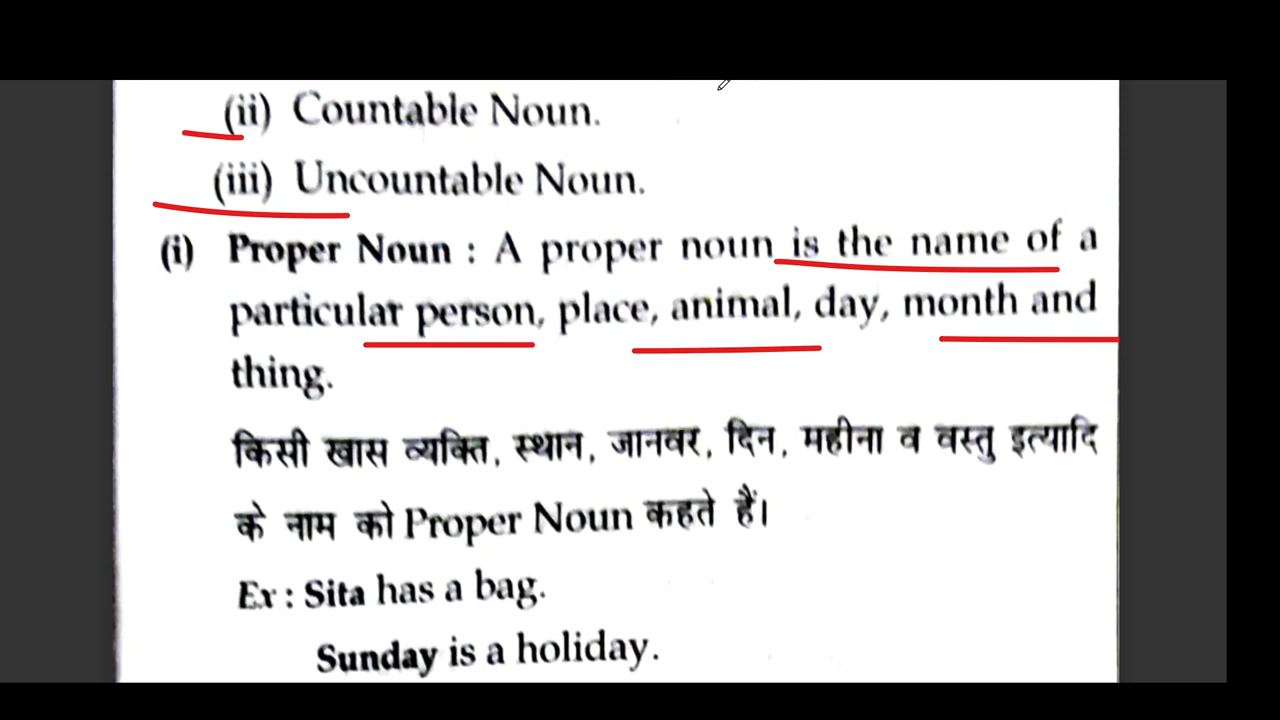 (ii) Countable Noun.
(iii) Uncountable Noun.
(i) Proper Noun : A proper noun is the name of a
particular person, place, animal, day, month and
thing.
किसी खास व्यक्ति, स्थान, जानवर, दिन, महीना व वस्तु इत्यादि
के नाम को Proper Noun कहते हैं।
Ex : Sita has a bag.
Sunday is a holiday.